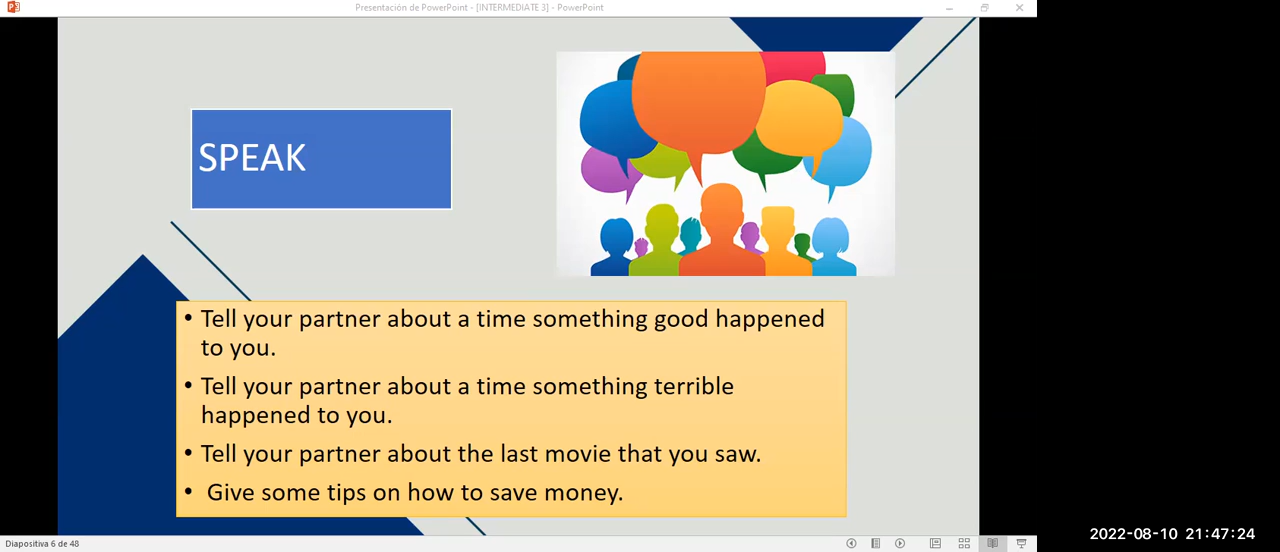 Presentación de PowerPoint - [INTERMEDIATE 3] - PowerPoint
SPEAK
• Tell your partner about a time something good happened
to you.
• Tell your partner about a time something terrible
happened to you.
• Tell your partner about the last movie that you saw.
• Give some tips on how to save money.
Diapositiva 6 de 48
2022-08-10 21:47:24